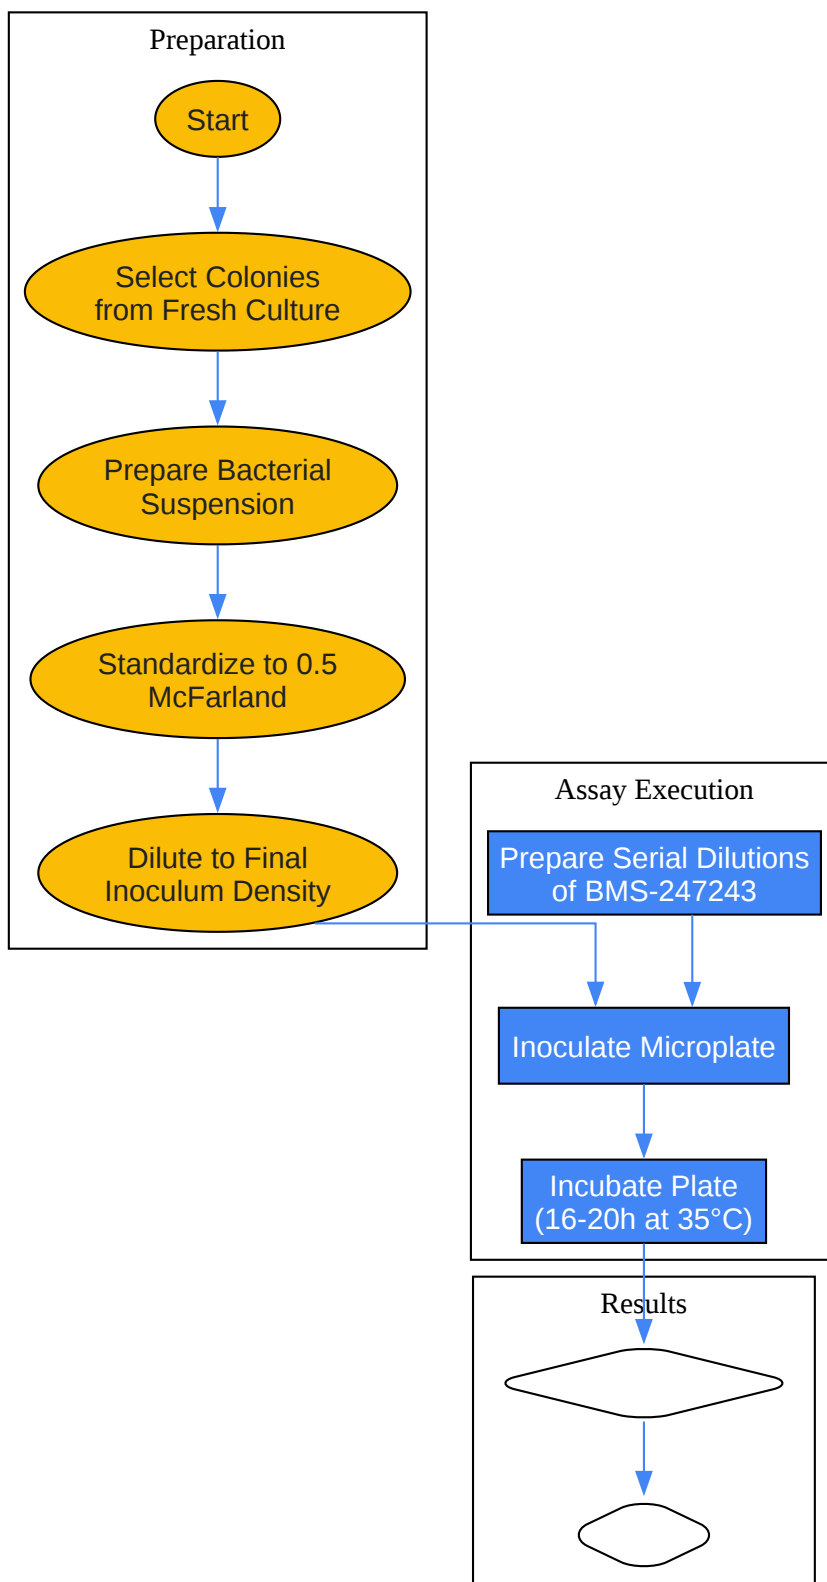 Preparation
Start
Select Colonies
from Fresh Culture
Prepare Bacterial
Suspension
Standardize to 0.5
McFarland
Dilute to Final
Inoculum Density
Assay Execution
Prepare Serial Dilutions
of BMS-247243
Inoculate Microplate
Incubate Plate
(16-20h at 35°C)
Results